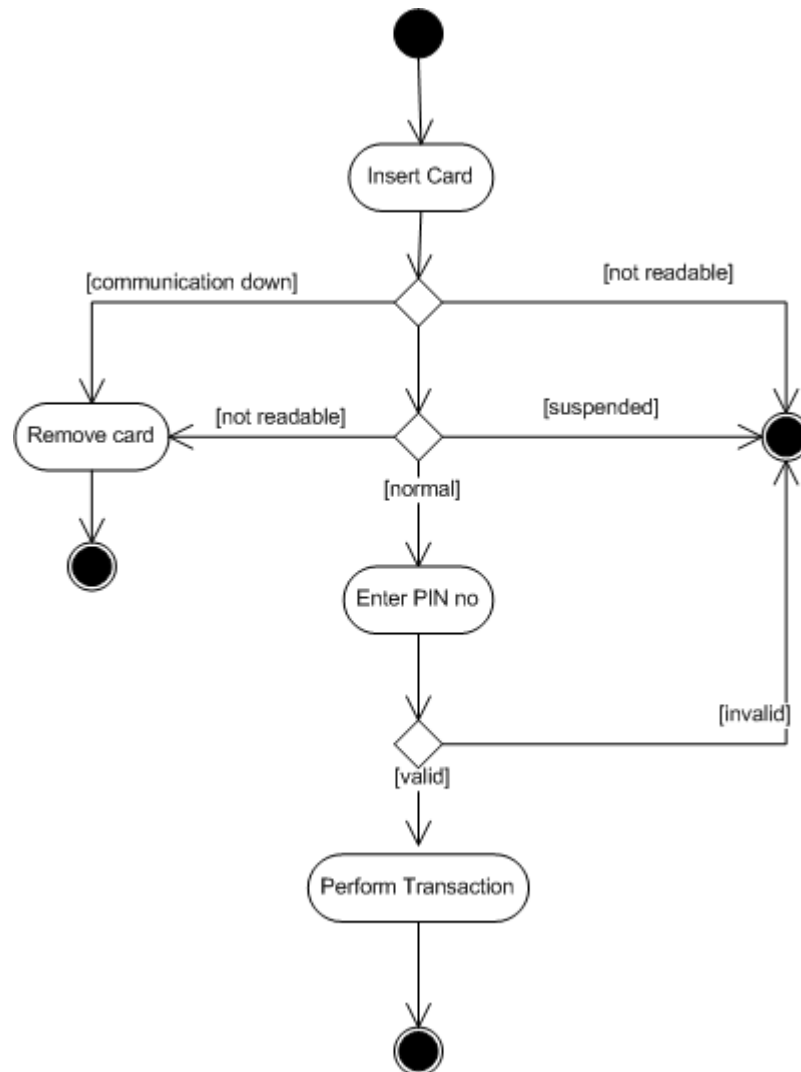 Insert Card
[communication down]
[not readable]
Remove card
[not readable]
[suspended]
[normal]
Enter PIN no
[invalid]
[valid]
Perform Transaction